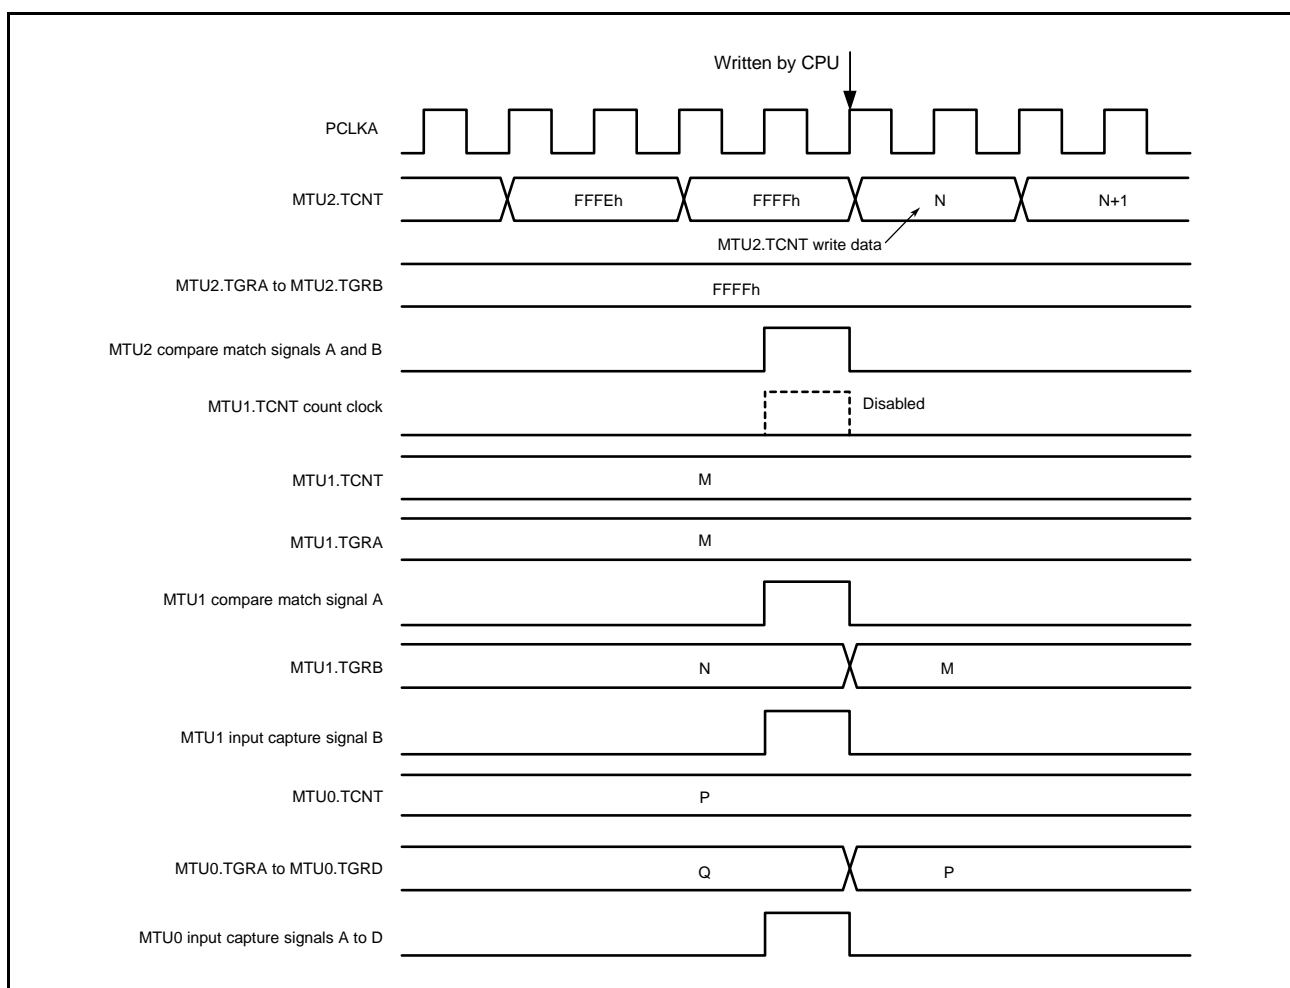 Written by CPU
PCLKA
MTU2.TCNT FFFEh FFFFh N N+1
MTU2.TCNT write data
MTU2.TGRA to MTU2.TGRB FFFFh
MTU2 compare match signals A and B
MTU1.TCNT count clock Disabled
MTU1.TCNT M
MTU1.TGRA M
MTU1 compare match signal A
MTU1.TGRB N M
MTU1 input capture signal B
MTU0.TCNT P
MTU0.TGRA to MTU0.TGRD Q P
MTU0 input capture signals A to D